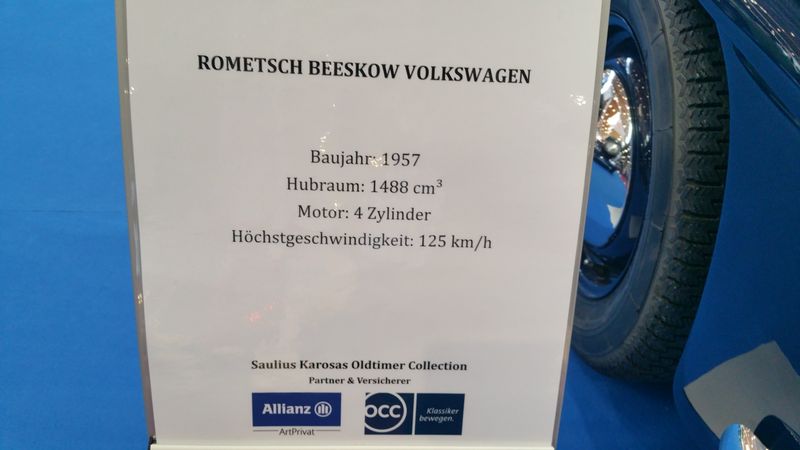 ROMETSCH BEESKOW VOLKSWAGEN
Baujahr: 1957
Hubraum: 1488 cm³
Motor: 4 Zylinder
Höchstgeschwindigkeit: 125 km/h
Saulius Karosas Oldtimer Collection
Partner & Versicherer
Allianz
ArtPrivat
OCC
Klassiker
bewegen.